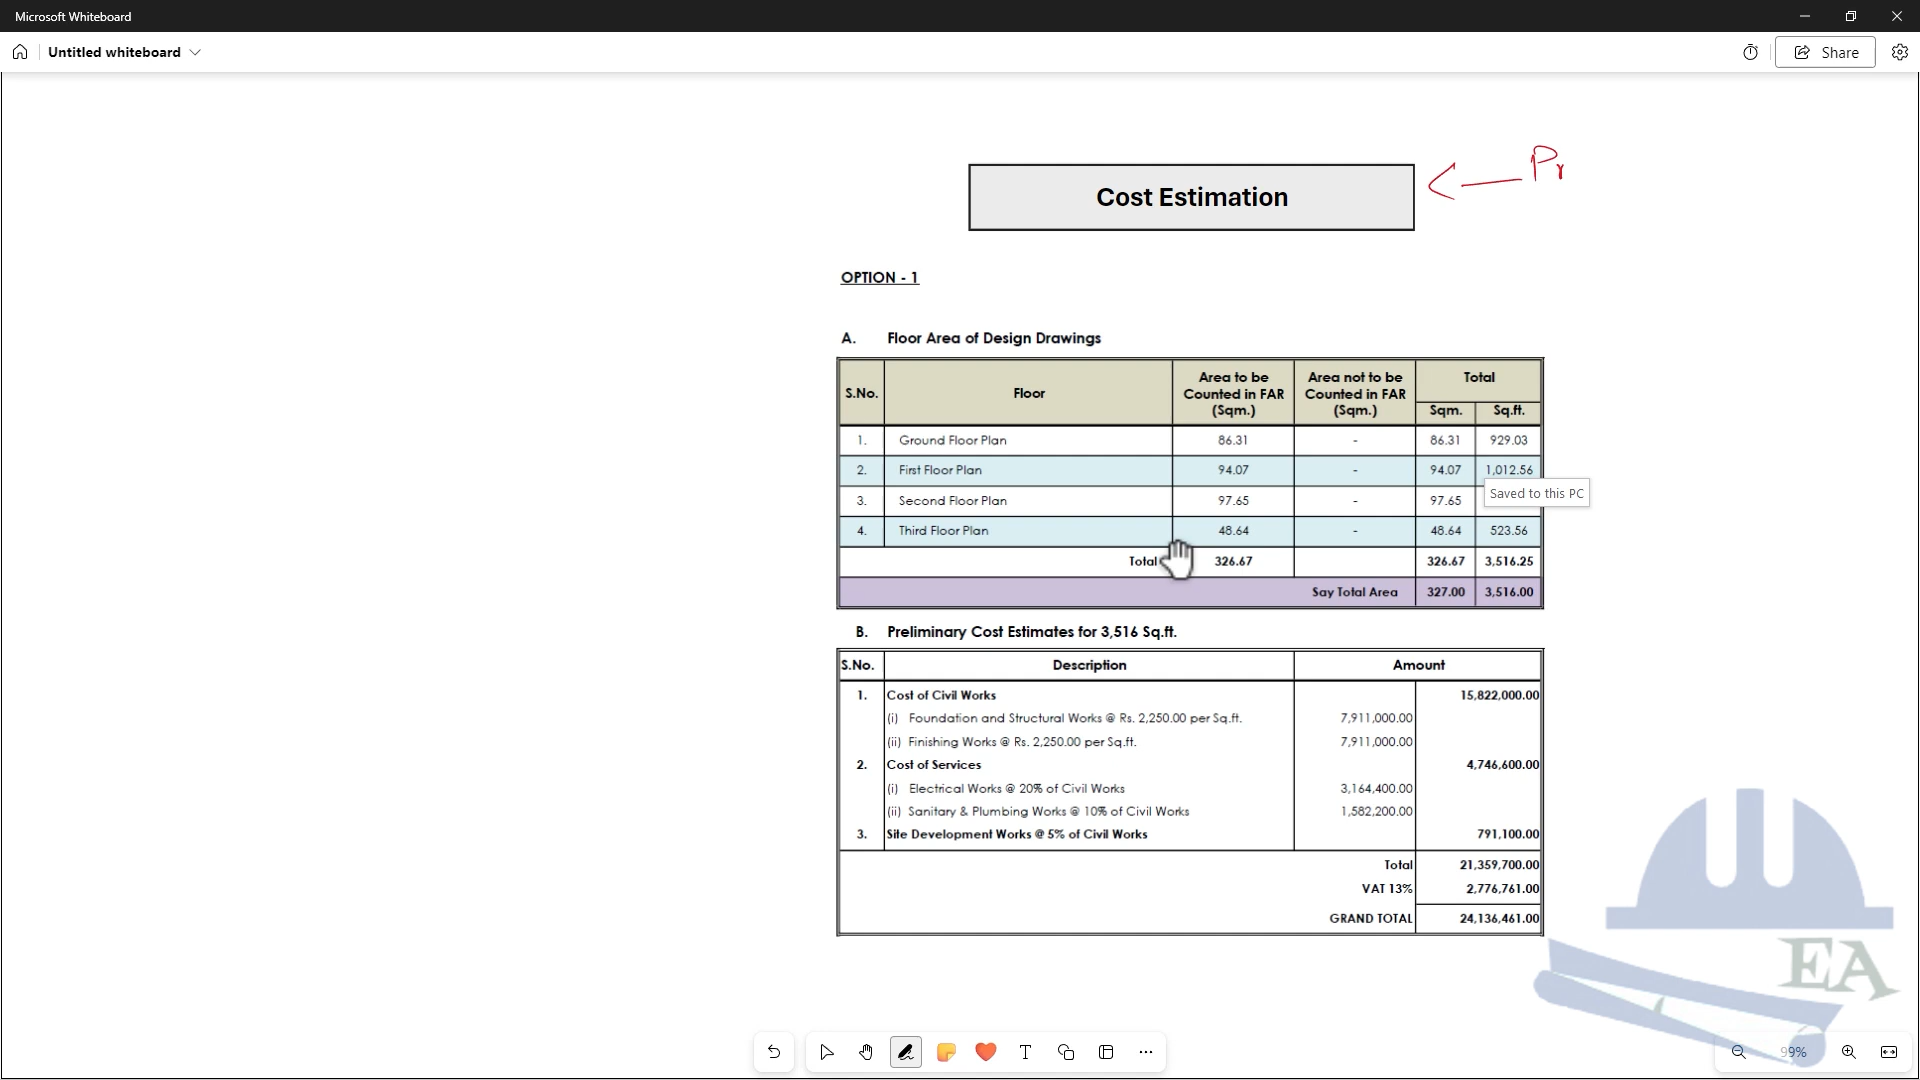 Microsoft Whiteboard
Untitled whiteboard
Share
Cost Estimation
Pr
OPTION - 1
A. Floor Area of Design Drawings
S.No. Floor Area to be Counted in FAR (Sqm.) Area not to be Counted in FAR (Sqm.) Total
Sqm. Sq.ft.
1. Ground Floor Plan 86.31 - 86.31 929.03
2. First Floor Plan 94.07 - 94.07 1,012.56
Saved to this PC
3. Second Floor Plan 97.65 - 97.65
4. Third Floor Plan 48.64 - 48.64 523.56
Total 326.67 326.67 3,516.25
Say Total Area 327.00 3,516.00
B. Preliminary Cost Estimates for 3,516 Sq.ft.
S.No. Description Amount
1. Cost of Civil Works 15,822,000.00
(i) Foundation and Structural Works @ Rs. 2,250.00 per Sq.ft. 7,911,000.00
(ii) Finishing Works @ Rs. 2,250.00 per Sq.ft. 7,911,000.00
2. Cost of Services 4,746,600.00
(i) Electrical Works @ 20% of Civil Works 3,164,400.00
(ii) Sanitary & Plumbing Works @ 10% of Civil Works 1,582,200.00
3. Site Development Works @ 5% of Civil Works 791,100.00
Total 21,359,700.00
VAT 13% 2,776,761.00
GRAND TOTAL 24,136,461.00
EA
T
99%